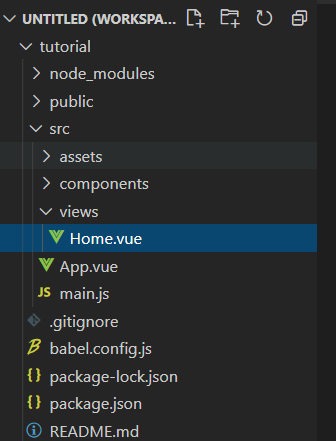 UNTITLED (WORKSPA...
tutorial
node_modules
public
src
assets
components
views
Home.vue
App.vue
JS main.js
.gitignore
babel.config.js
package-lock.json
package.json
README.md